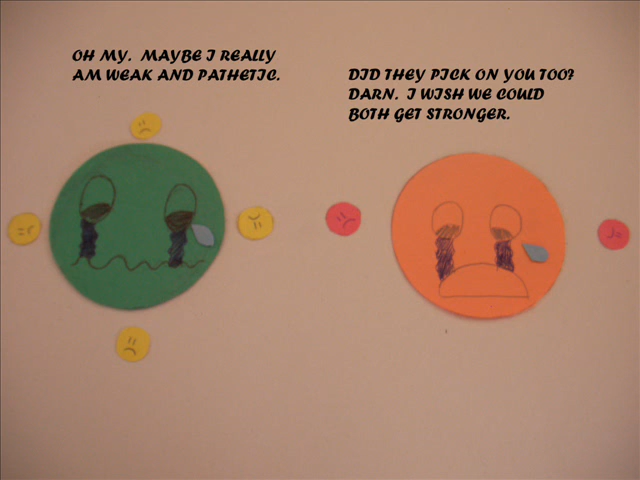 OH MY. MAYBE I REALLY
AM WEAK AND PATHETIC.
DID THEY PICK ON YOU TOO?
DARN. I WISH WE COULD
BOTH GET STRONGER.